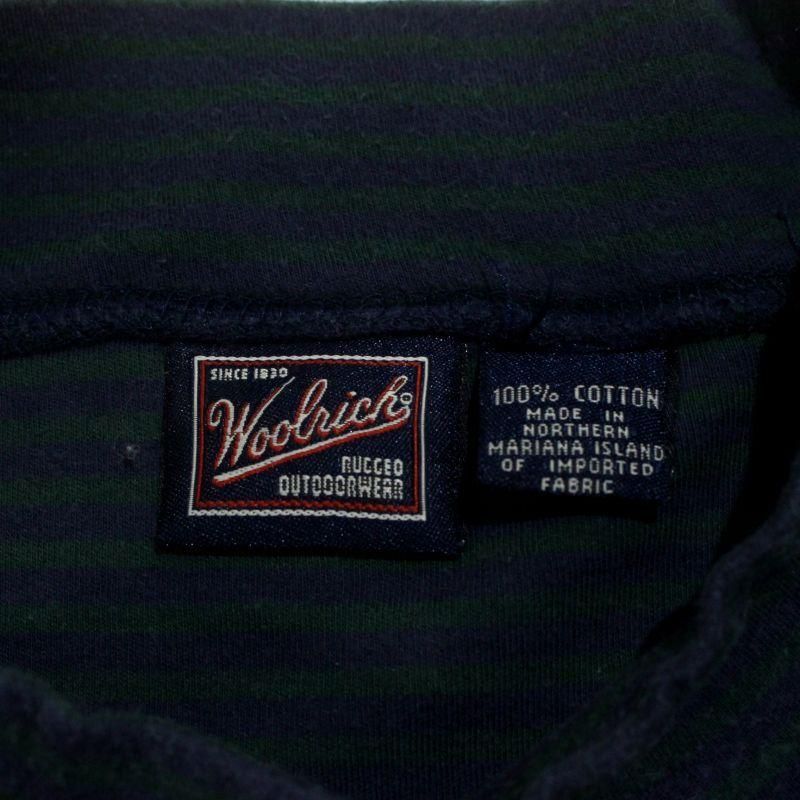 SINCE 1830
Woolrich
RUGGED
OUTDOORWEAR
100% COTTON
MADE IN
NORTHERN
MARIANA ISLAND
OF IMPORTED
FABRIC